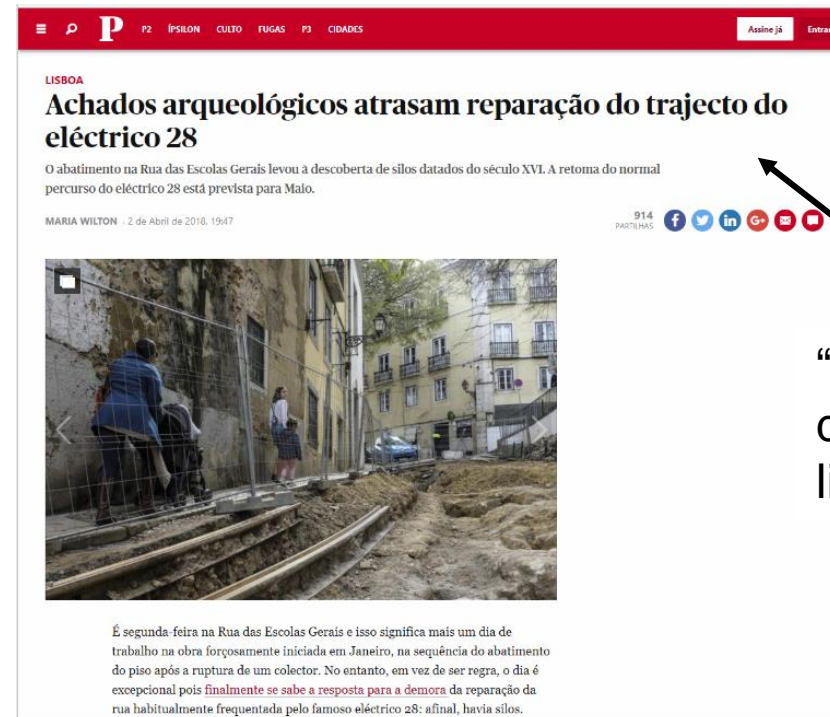 P P2 ÍPSILON CULTO FUGAS P3 CIDADES Assine já Entrar
LISBOA
Achados arqueológicos atrasam reparação do trajecto do
eléctrico 28
O abatimento na Rua das Escolas Gerais levou à descoberta de silos datados do século XVI. A retoma do normal
percurso do eléctrico 28 está prevista para Maio.
MARIA WILTON - 2 de Abril de 2018, 19:47
914
PARTILHAS f in G+
É segunda-feira na Rua das Escolas Gerais e isso significa mais um dia de
trabalho na obra forçosamente iniciada em Janeiro, na sequência do abatimento
do piso após a ruptura de um colector. No entanto, em vez de ser regra, o dia é
excepcional pois finalmente se sabe a resposta para a demora da reparação da
rua habitualmente frequentada pelo famoso eléctrico 28: afinal, havia silos.